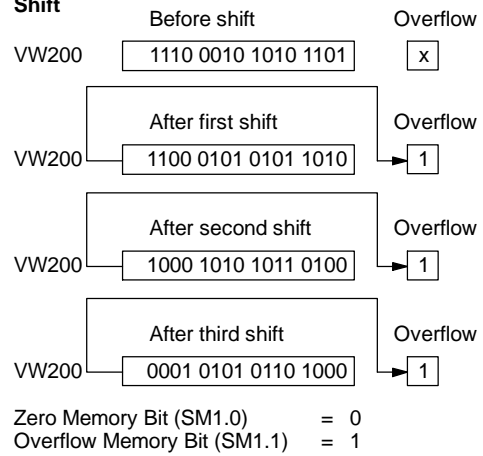 Shift
Before shift Overflow
VW200 1110 0010 1010 1101 x
After first shift Overflow
VW200 1100 0101 0101 1010 1
After second shift Overflow
VW200 1000 1010 1011 0100 1
After third shift Overflow
VW200 0001 0101 0110 1000 1
Zero Memory Bit (SM1.0) = 0
Overflow Memory Bit (SM1.1) = 1